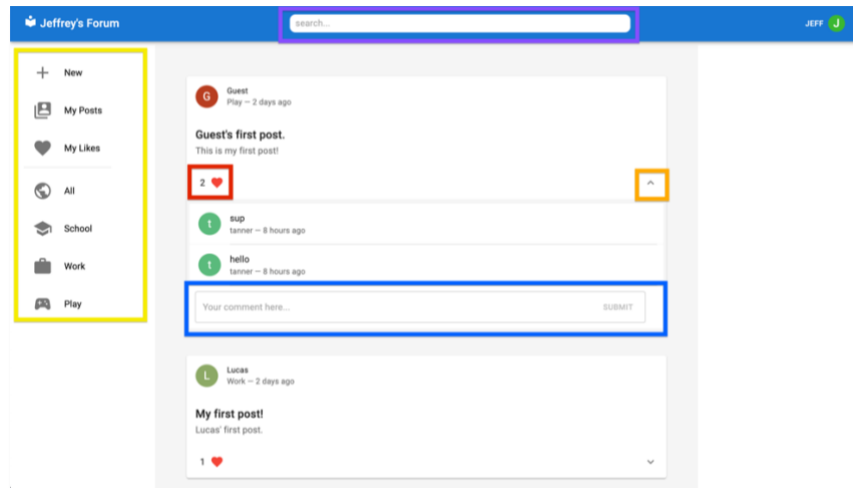 Jeffrey's Forum
search...
JEFF J
New
My Posts
My Likes
All
School
Work
Play
G
Guest
Play – 2 days ago
Guest's first post.
This is my first post!
2
t
sup
tanner – 8 hours ago
t
hello
tanner – 8 hours ago
Your comment here... SUBMIT
L
Lucas
Work – 2 days ago
My first post!
Lucas' first post.
1